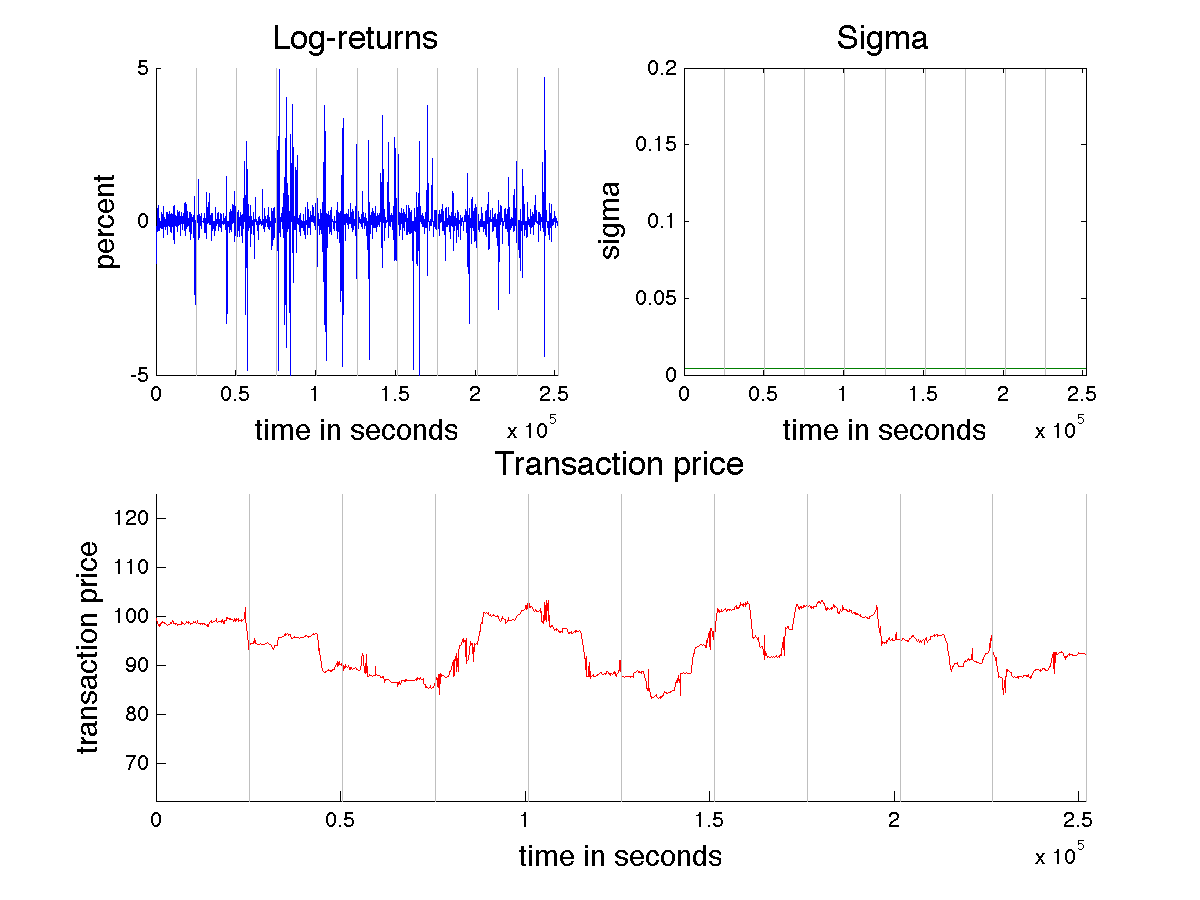 Log-returns
5
0
-5
percent
0
0.5
1
1.5
2
2.5
time in seconds
x 10^5
Sigma
0.2
0.15
0.1
0.05
0
sigma
0
0.5
1
1.5
2
2.5
time in seconds
x 10^5
Transaction price
120
110
100
90
80
70
transaction price
0
0.5
1
1.5
2
2.5
time in seconds
x 10^5